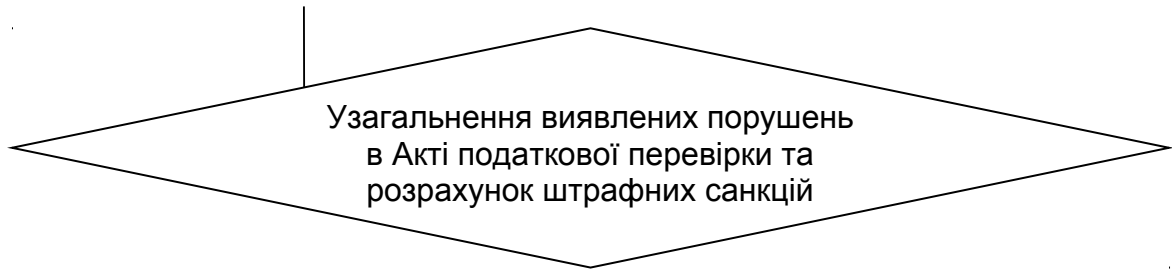 Узагальнення виявлених порушень
в Акті податкової перевірки та
розрахунок штрафних санкцій